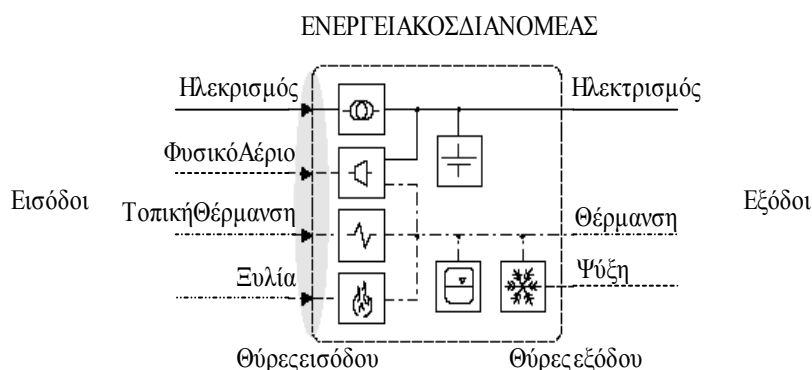 ΕΝΕΡΓΕΙΑΚΟΣΔΙΑΝΟΜΕΑΣ
Ηλεκρισμός
Ηλεκτρισμός
ΦυσικόΑέριο
Εισόδοι
Εξόδοι
ΤοπικήΘέρμανση
Θέρμανση
Ξυλία
Ψύξη
Θύρεςεισόδου
Θύρες εξόδου